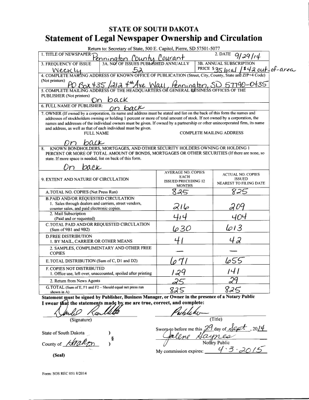 STATE OF SOUTH DAKOTA
Statement of Legal Newspaper Ownership and Circulation
Return to: Secretary of State, 500 E. Capitol, Pierre, SD 57501-5077
1. TITLE OF NEWSPAPER Pennington County Courant
2. DATE 9/29/14
3. FREQUENCY OF ISSUE Weekly
3A. NO. OF ISSUES PUBLISHED ANNUALLY 52
3B. ANNUAL SUBSCRIPTION PRICE $35 local $42 out-of-area
4. COMPLETE MAILING ADDRESS OF KNOWN OFFICE OF PUBLICATION (Street, City, County, State and ZIP+4 Code)
(Not printers)
PO Box 435 Wall, Pennington, SD 57790-0435
5. COMPLETE MAILING ADDRESS OF THE HEADQUARTERS OF GENERAL BUSINESS OFFICES OF THE
PUBLISHER (Not printers)
On back
6. FULL NAME OF PUBLISHER: on back
7. OWNER (If owned by a corporation, its name and address must be stated and also on the back of this form the names and
addresses of stockholders owning or holding 1 percent or more of total amount of stock. If not owned by a corporation, the
names and addresses of the individual owners must be given. If owned by a partnership or other unincorporated firm, its name
and address, as well as that of each individual must be given.
FULL NAME COMPLETE MAILING ADDRESS
On back
8. KNOWN BONDHOLDERS, MORTGAGES, AND OTHER SECURITY HOLDERS OWNING OR HOLDING 1
PERCENT OR MORE OF TOTAL AMOUNT OF BONDS, MORTGAGES OR OTHER SECURITIES (If there are none, so
state. If more space is needed, list on back of this form.
On back
9. EXTENT AND NATURE OF CIRCULATION
AVERAGE NO. COPIES EACH ISSUED PRECEDING 12 MONTHS
ACTUAL NO. COPIES ISSUED NEAREST TO FILING DATE
A. TOTAL NO. COPIES (Net Press Run) 825 825
B. PAID AND/OR REQUESTED CIRCULATION
1. Sales through dealers and carriers, street vendors,
counter sales, and paid electronic copies. 216 209
2. Mail Subscription
(Paid and or requested) 414 404
C. TOTAL PAID AND/OR REQUESTED CIRCULATION
(Sum of 9B1 and 9B2) 630 613
D. FREE DISTRIBUTION
1. BY MAIL, CARRIER OR OTHER MEANS 41 42
2. SAMPLES, COMPLIMENTARY AND OTHER FREE
COPIES — —
E. TOTAL DISTRIBUTION (Sum of C, D1 and D2) 671 655
F. COPIES NOT DISTRIBUTED
1. Office use, left over, unaccounted, spoiled after printing 129 141
2. Return from News Agents 25 29
G. TOTAL (Sum of E, F1 and F2 – Should equal net press run
shown in A) 825 825
Statement must be signed by Publisher, Business Manager, or Owner in the presence of a Notary Public
I swear that the statements made by me are true, correct, and complete:
Publisher
(Signature) (Title)
State of South Dakota )
) §
County of )
Sworn to before me this 29 day of Sept, 2014
Notary Public
(Seal)
My commission expires: 4-3-2015